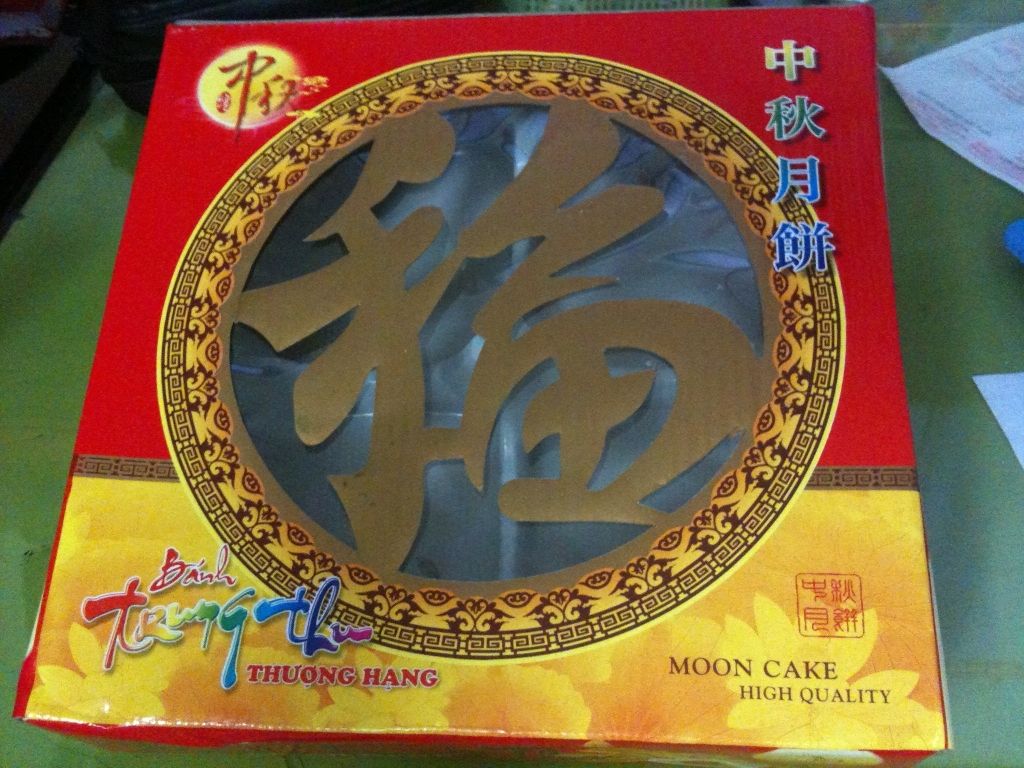 中秋
中秋月餅
福
Bánh
trung thu
THƯỢNG HẠNG
中秋
月餅
MOON CAKE
HIGH QUALITY